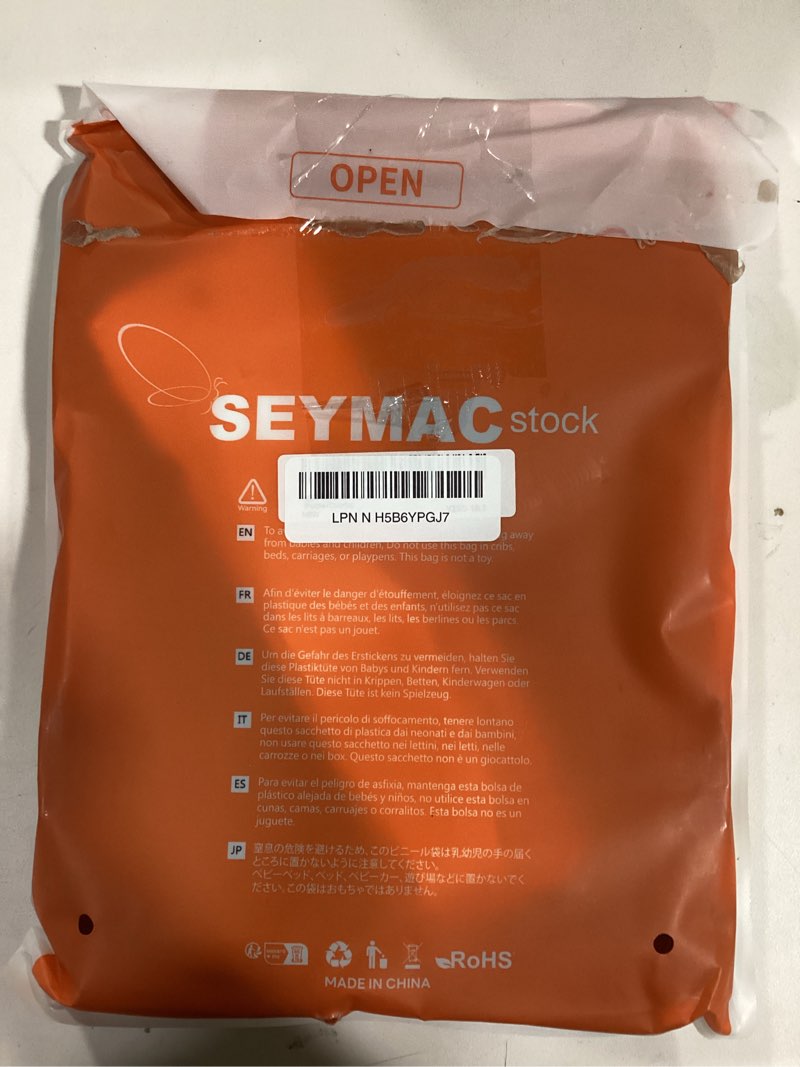 OPEN
SEYMAC stock
LPN N H5B6YPGJ7
Warning
EN
To a
g away
from babies and children, Do not use this bag in cribs,
beds, carriages, or playpens. This bag is not a toy.
FR
Afin d'éviter le danger d'étouffement, éloignez ce sac en
plastique des bébés et des enfants, n'utilisez pas ce sac
dans les lits à barreaux, les lits, les berlines ou les parcs.
Ce sac n'est pas un jouet.
DE
Um die Gefahr des Erstickens zu vermeiden, halten Sie
diese Plastiktüte von Babys und Kindern fern. Verwenden
Sie diese Tüte nicht in Krippen, Betten, Kinderwagen oder
Laufställen. Diese Tüte ist kein Spielzeug.
IT
Per evitare il pericolo di soffocamento, tenere lontano
questo sacchetto di plastica dai neonati e dai bambini,
non usare questo sacchetto nei lettini, nei letti, nelle
carrozze o nei box. Questo sacchetto non è un giocattolo.
ES
Para evitar el peligro de asfixia, mantenga esta bolsa de
plástico alejada de bebés y niños, no utilice esta bolsa en
cunas, camas, carruajes o corralitos. Esta bolsa no es un
juguete.
JP
窒息の危険を避けるため、このビニール袋は乳幼児の手の届く
ところに置かないように注意してください。
ベビーベッド、ベッド、ベビーカー、遊び場などに置かないでく
ださい。この袋はおもちゃではありません。
RoHS
MADE IN CHINA